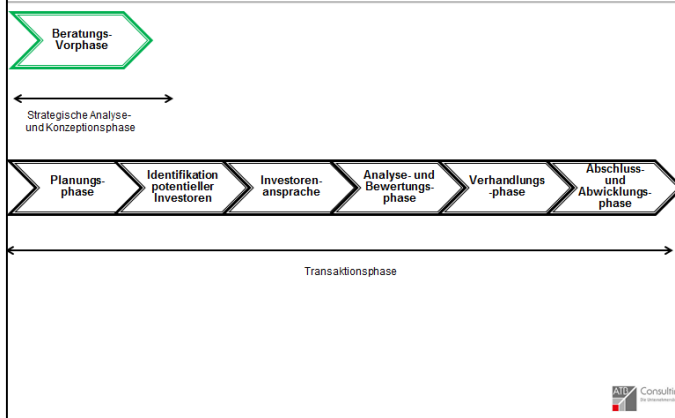 Beratungs-
Vorphase
Strategische Analyse-
und Konzeptionsphase
Planungs-
phase
Identifikation
potentieller
Investoren
Investoren-
ansprache
Analyse- und
Bewertungs-
phase
Verhandlungs
-phase
Abschluss-
und
Abwicklungs-
phase
Transaktionsphase
ATB